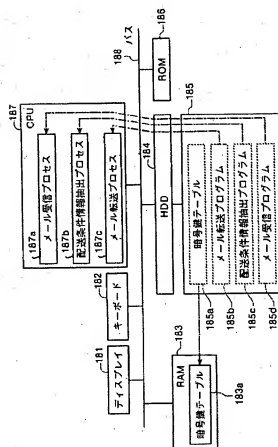 187
CPU
187a
メール受信プロセス
187b
配送条件情報抽出プロセス
187c
メール転送プロセス
186
ROM
188
バス
182
キーボード
181
ディスプレイ
184
HDD
185
185a
暗号鍵テーブル
185b
メール転送プログラム
185c
配送条件情報抽出プログラム
185d
メール受信プログラム
183
RAM
183a
暗号鍵テーブル